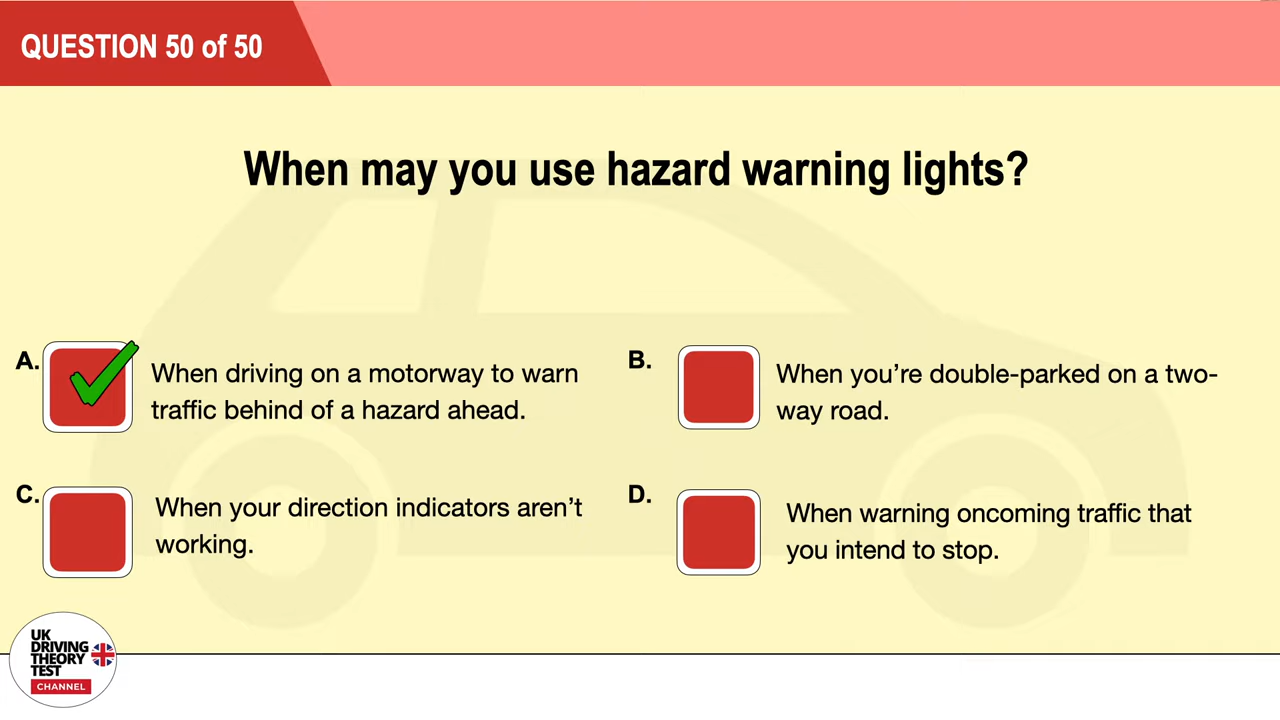 QUESTION 50 of 50
When may you use hazard warning lights?
A.
When driving on a motorway to warn
traffic behind of a hazard ahead.
B.
When you’re double-parked on a two-
way road.
C.
When your direction indicators aren’t
working.
D.
When warning oncoming traffic that
you intend to stop.
UK
DRIVING
THEORY
TEST
CHANNEL